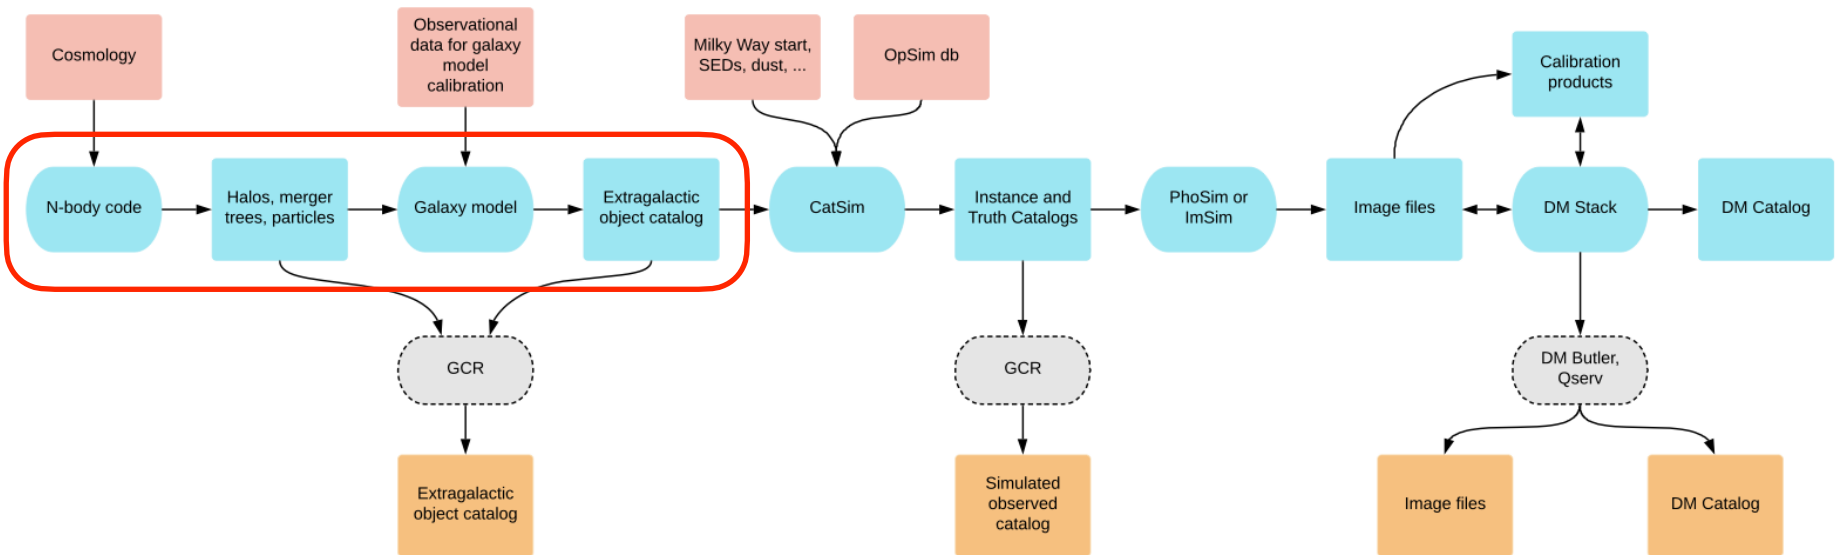 Cosmology
Observational
data for galaxy
model
calibration
Milky Way start,
SEDs, dust, ...
OpSim db
Calibration
products
N-body code
Halos, merger
trees, particles
Galaxy model
Extragalactic
object catalog
CatSim
Instance and
Truth Catalogs
PhoSim or
ImSim
Image files
DM Stack
DM Catalog
GCR
GCR
DM Butler,
Qserv
Extragalactic
object catalog
Simulated
observed
catalog
Image files
DM Catalog